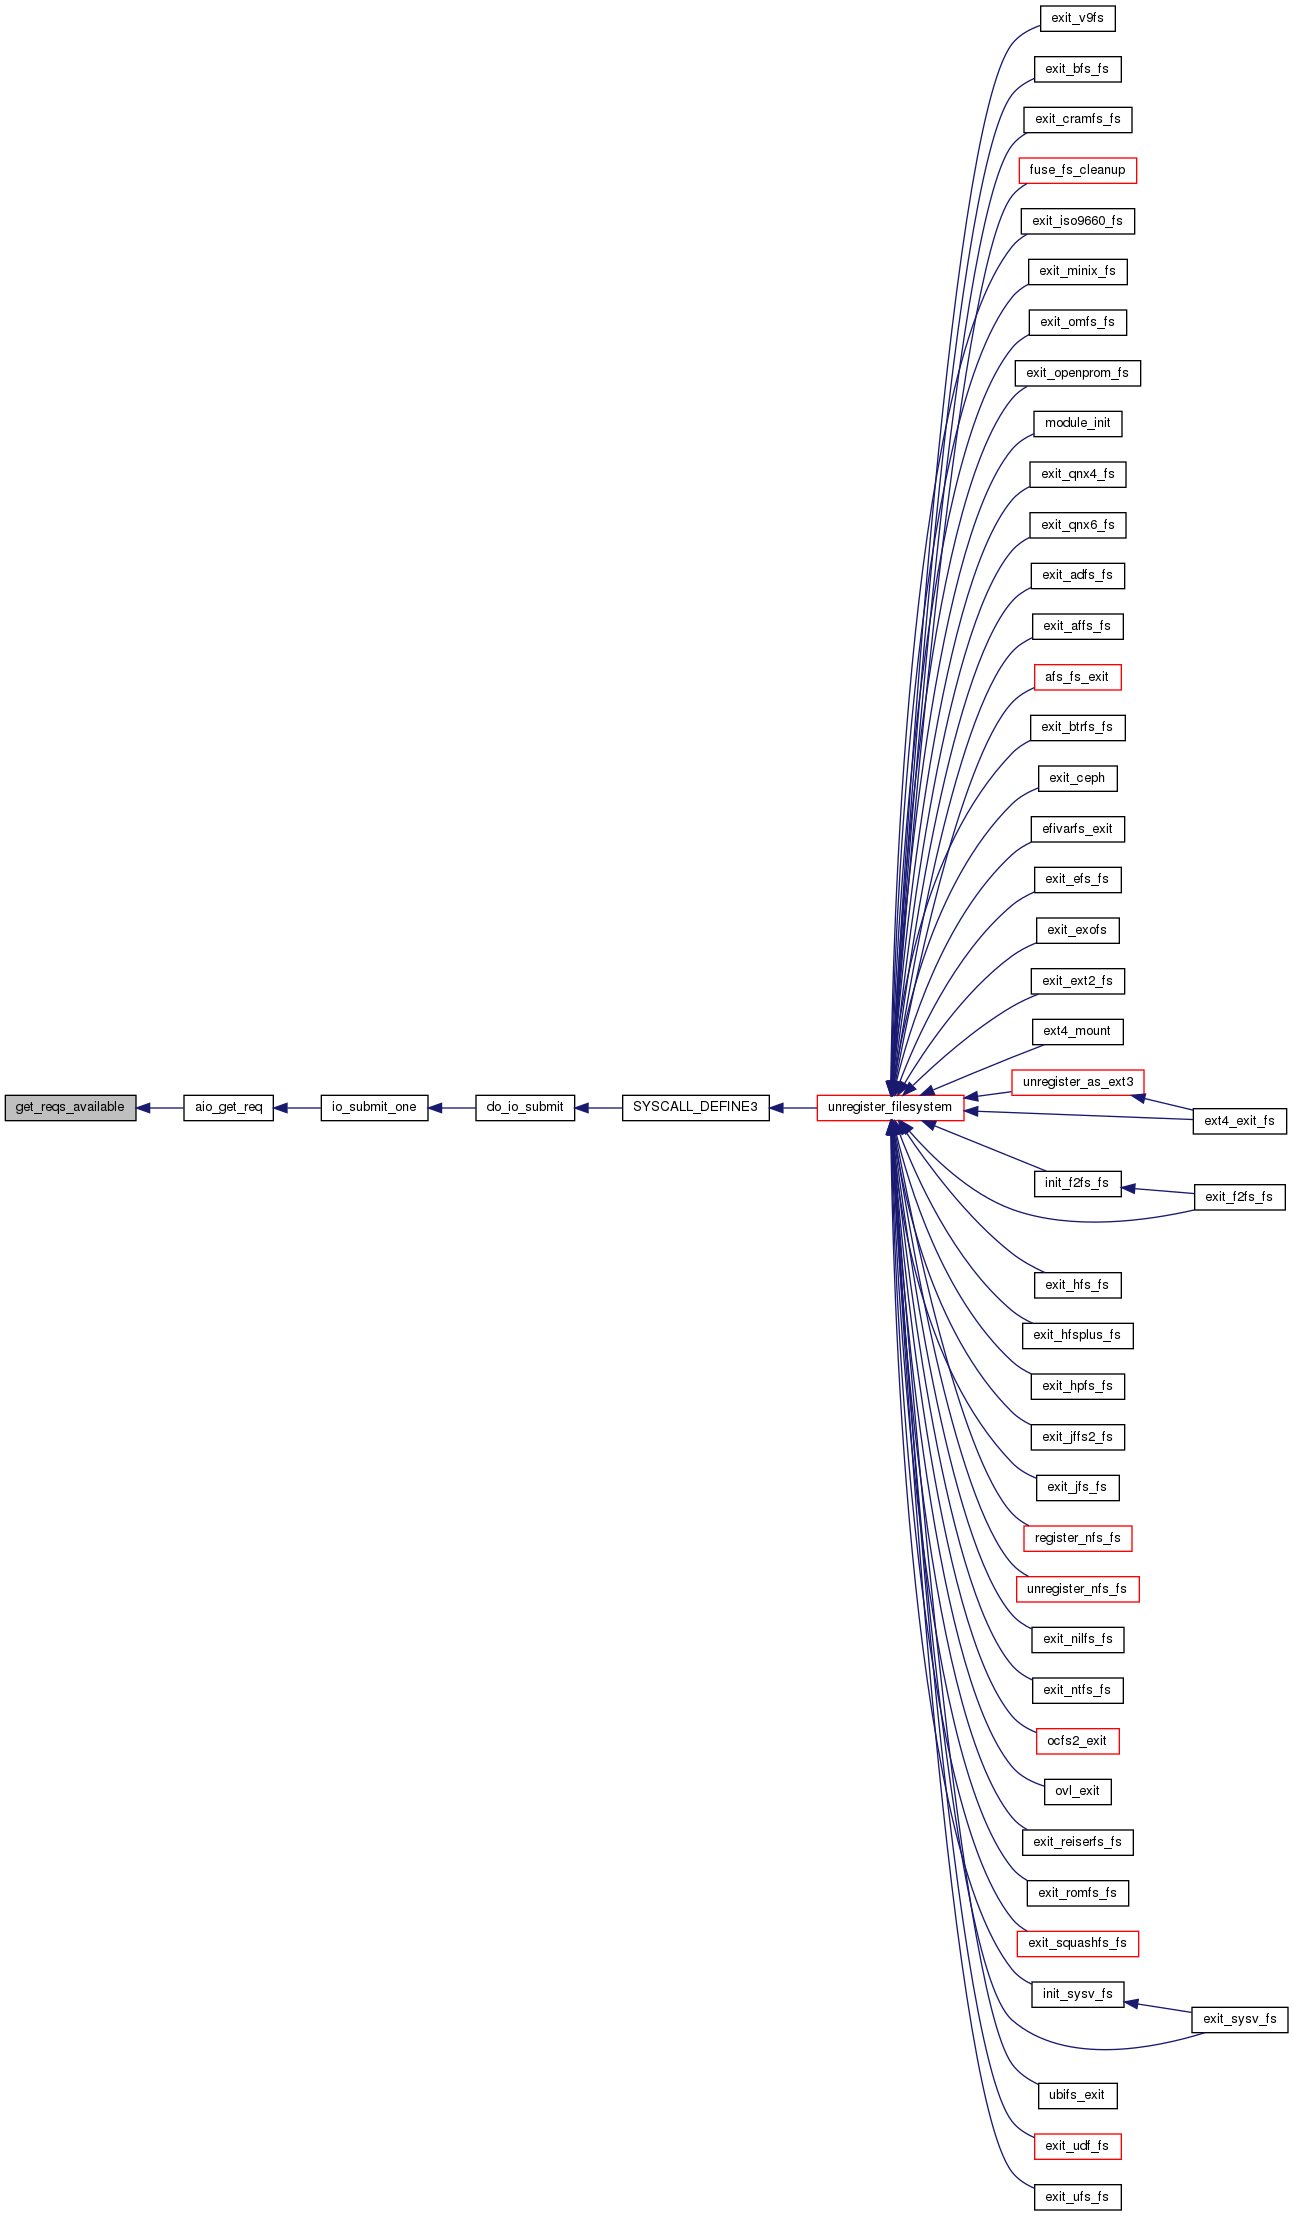 exit_v9fs
exit_bfs_fs
exit_cramfs_fs
fuse_fs_cleanup
exit_iso9660_fs
exit_minix_fs
exit_omfs_fs
exit_openprom_fs
module_init
exit_qnx4_fs
exit_qnx6_fs
exit_adfs_fs
exit_affs_fs
afs_fs_exit
exit_btrfs_fs
exit_ceph
efivarfs_exit
exit_efs_fs
exit_exofs
exit_ext2_fs
ext4_mount
unregister_as_ext3
get_reqs_available
aio_get_req
io_submit_one
do_io_submit
SYSCALL_DEFINE3
unregister_filesystem
ext4_exit_fs
init_f2fs_fs
exit_f2fs_fs
exit_hfs_fs
exit_hfsplus_fs
exit_hpfs_fs
exit_jffs2_fs
exit_jfs_fs
register_nfs_fs
unregister_nfs_fs
exit_nilfs_fs
exit_ntfs_fs
ocfs2_exit
ovl_exit
exit_reiserfs_fs
exit_romfs_fs
exit_squashfs_fs
init_sysv_fs
exit_sysv_fs
ubifs_exit
exit_udf_fs
exit_ufs_fs